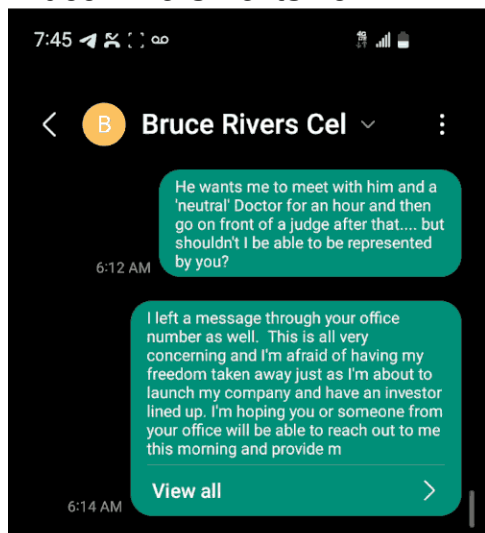 7:45
B Bruce Rivers Cel
He wants me to meet with him and a
'neutral' Doctor for an hour and then
go on front of a judge after that.... but
shouldn't I be able to be represented
by you?
6:12 AM
I left a message through your office
number as well. This is all very
concerning and I'm afraid of having my
freedom taken away just as I'm about to
launch my company and have an investor
lined up. I'm hoping you or someone from
your office will be able to reach out to me
this morning and provide m
View all
6:14 AM